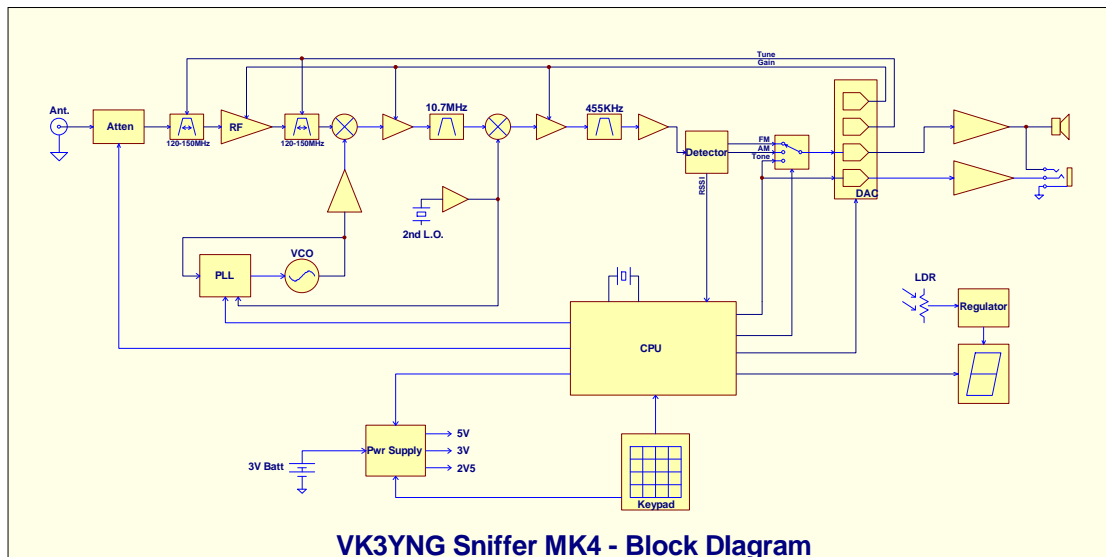 Tune
Gain
Ant.
Atten
120-150MHz
RF
120-150MHz
10.7MHz
455KHz
Detector
FM
AM
Tone
RSSI
DAC
2nd L.O.
VCO
PLL
CPU
LDR
Regulator
Pwr Supply
5V
3V
2V5
3V Batt
Keypad
VK3YNG Sniffer MK4 - Block DIagram